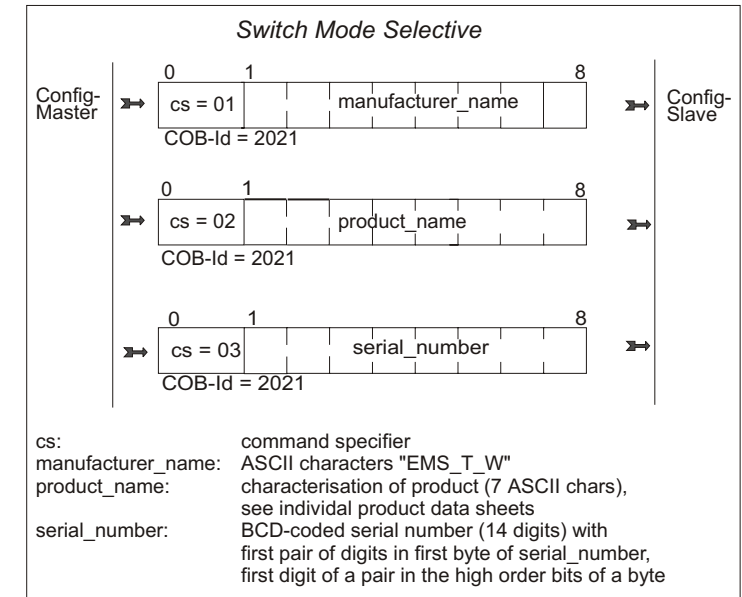 Switch Mode Selective
0 1 8
Config-
Master
cs = 01 manufacturer_name
Config-
Slave
COB-Id = 2021
0 1 8
cs = 02 product_name
COB-Id = 2021
0 1 8
cs = 03 serial_number
COB-Id = 2021
cs: command specifier
manufacturer_name: ASCII characters "EMS_T_W"
product_name: characterisation of product (7 ASCII chars),
see individal product data sheets
serial_number: BCD-coded serial number (14 digits) with
first pair of digits in first byte of serial_number,
first digit of a pair in the high order bits of a byte